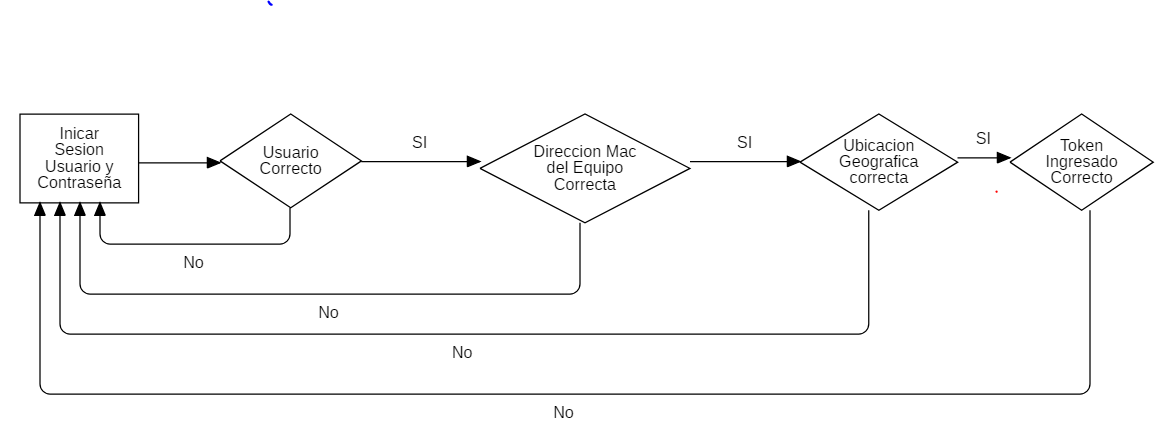 Inicar
Sesion
Usuario y
Contraseña
Usuario
Correcto
SI
Direccion Mac
del Equipo
Correcta
SI
Ubicacion
Geografica
correcta
SI
Token
Ingresado
Correcto
No
No
No
No